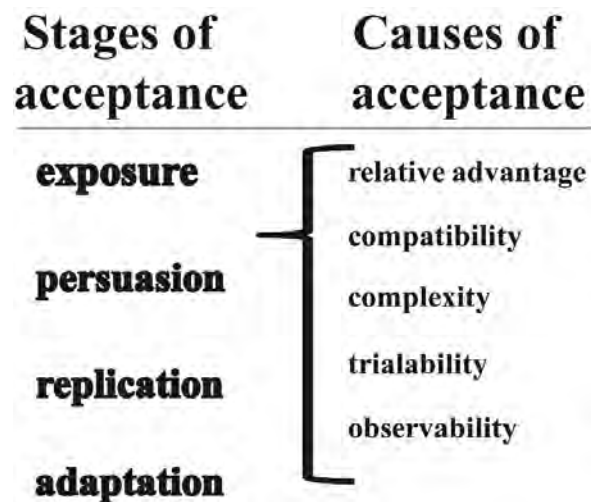 Stages of
acceptance
Causes of
acceptance
exposure
persuasion
replication
adaptation
relative advantage
compatibility
complexity
trialability
observability